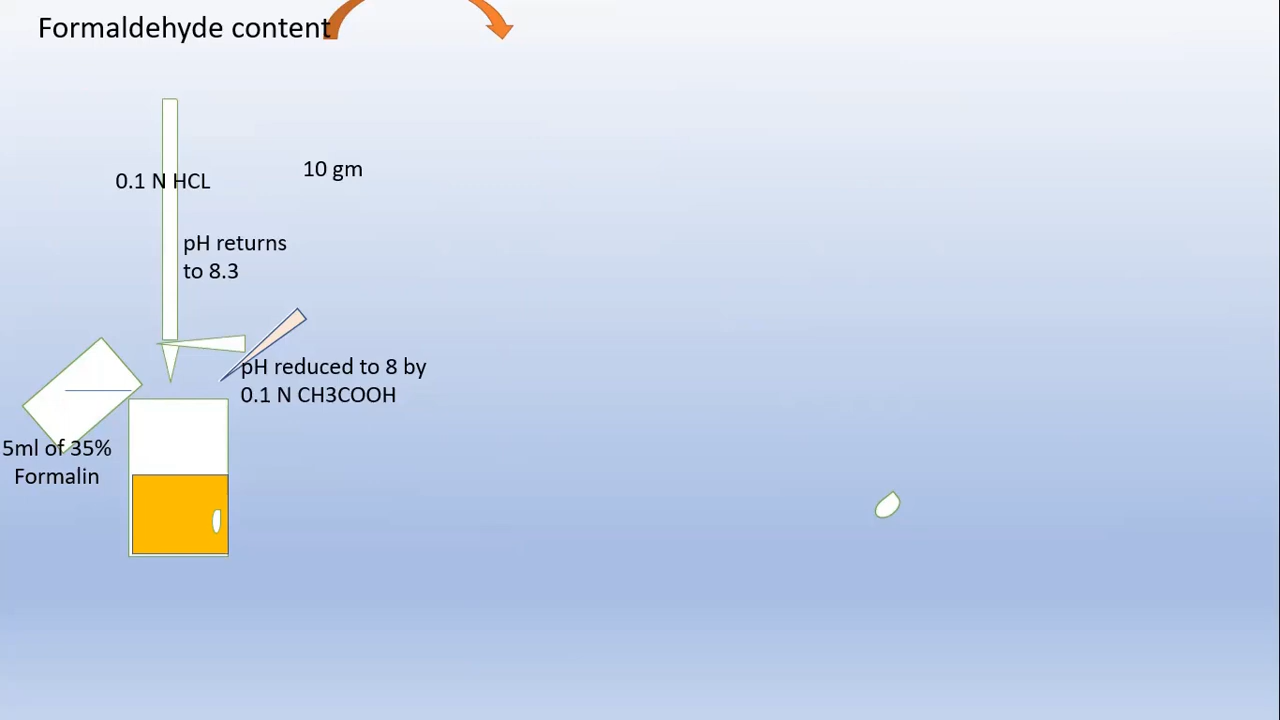 Formaldehyde content
0.1 N HCL
10 gm
pH returns
to 8.3
pH reduced to 8 by
0.1 N CH3COOH
5ml of 35%
Formalin